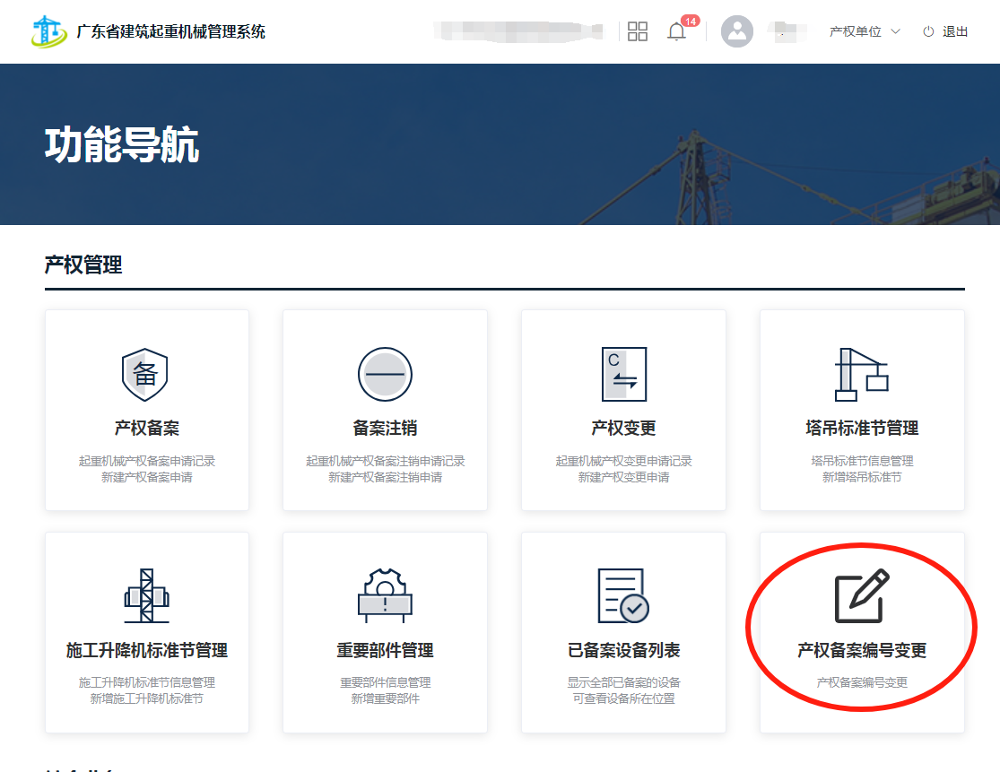 广东省建筑起重机械管理系统
14
产权单位
退出
功能导航
产权管理
备
产权备案
起重机械产权备案申请记录
新建产权备案申请
备案注销
起重机械产权备案注销申请记录
新建产权备案注销申请
C
产权变更
起重机械产权变更申请记录
新建产权变更申请
塔吊标准节管理
塔吊标准节信息管理
新增塔吊标准节
施工升降机标准节管理
施工升降机标准节信息管理
新增施工升降机标准节
重要部件管理
重要部件信息管理
新增重要部件
已备案设备列表
显示全部已备案的设备
可查看设备所在位置
产权备案编号变更
产权备案编号变更